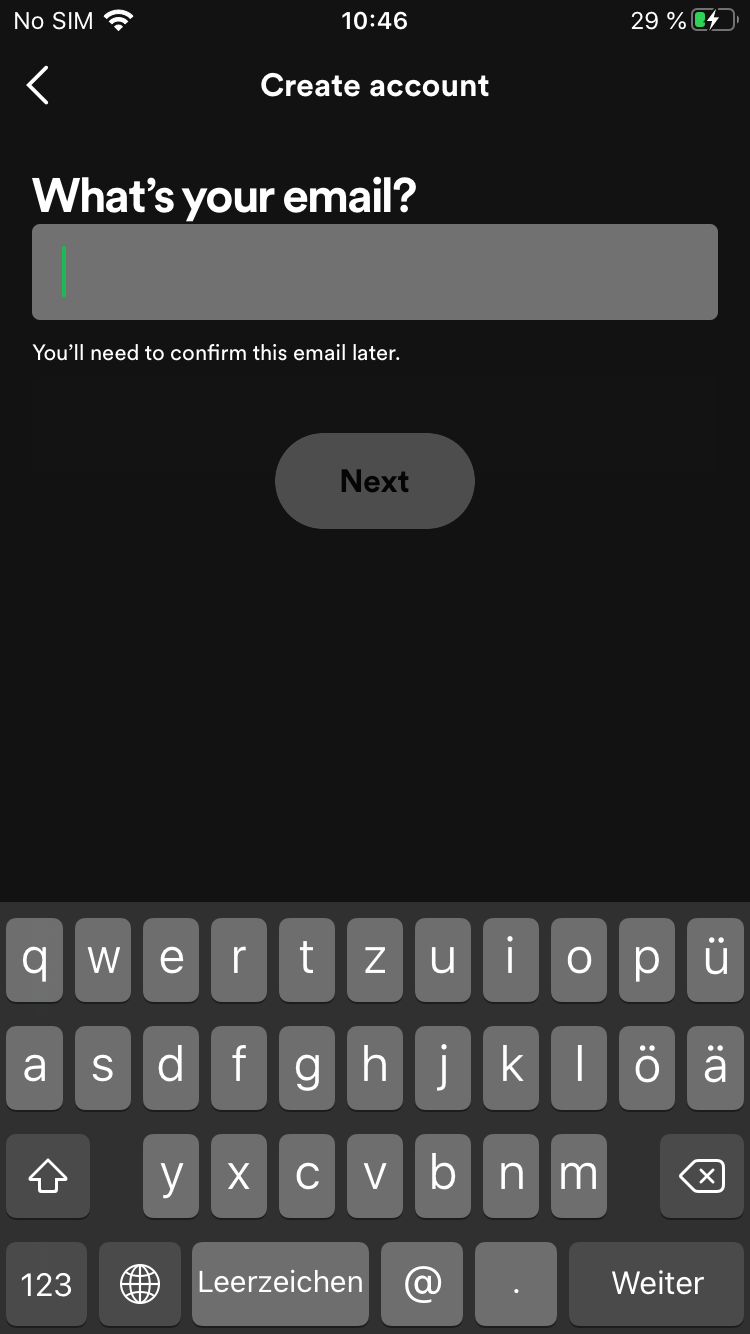 No SIM 10:46 29 %
Create account
What's your email?
You'll need to confirm this email later.
Next
q w e r t z u i o p ü
a s d f g h j k l ö ä
y x c v b n m
123 Leerzeichen @ . Weiter